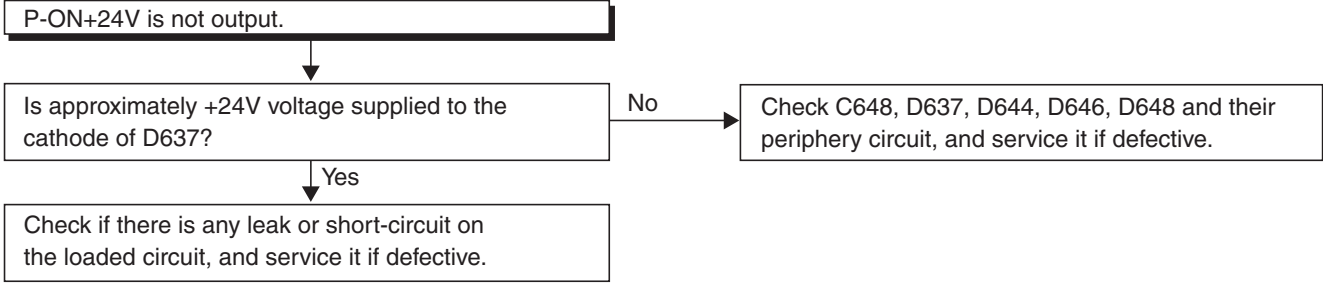 P-ON+24V is not output.
Is approximately +24V voltage supplied to the
cathode of D637?
No
Check C648, D637, D644, D646, D648 and their
periphery circuit, and service it if defective.
Yes
Check if there is any leak or short-circuit on
the loaded circuit, and service it if defective.